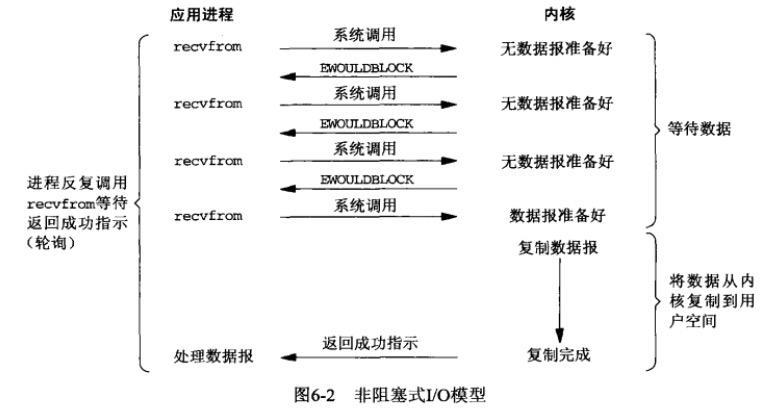 应用进程
内核
recvfrom
系统调用
无数据报准备好
EWOULDBLOCK
recvfrom
系统调用
无数据报准备好
EWOULDBLOCK
recvfrom
系统调用
无数据报准备好
EWOULDBLOCK
recvfrom
系统调用
数据报准备好
等待数据
进程反复调用
recvfrom等待
返回成功指示
(轮询)
复制数据报
将数据从内
核复制到用
户空间
处理数据报
返回成功指示
复制完成
图6-2 非阻塞式I/O模型